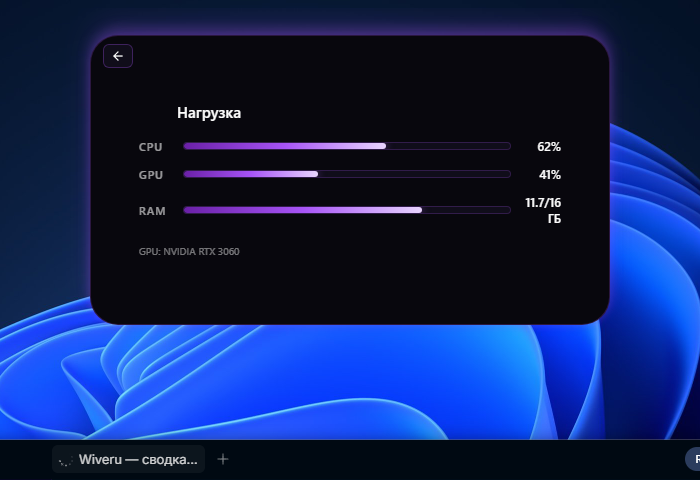 Нагрузка
CPU 62%
GPU 41%
RAM 11.7/16
ГБ
GPU: NVIDIA RTX 3060
Wiveru — сводка...